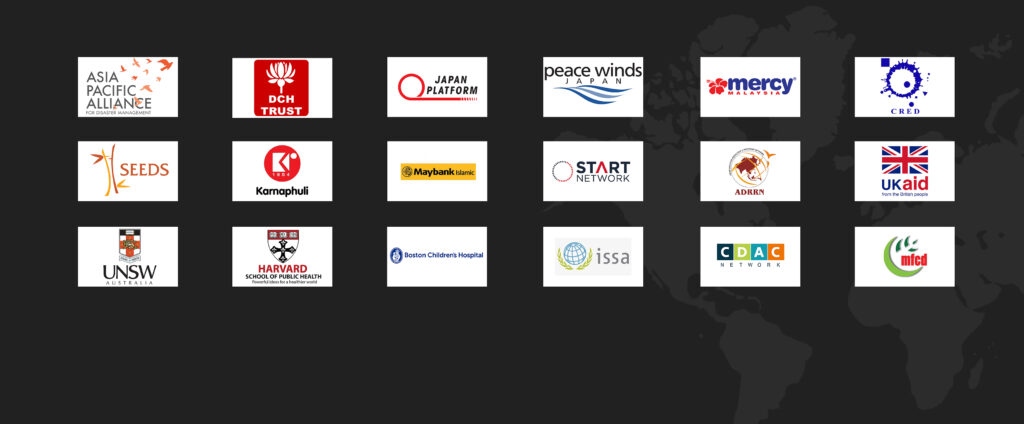 ASIA
PACIFIC
ALLIANCE
FOR DISASTER MANAGEMENT
DCH
TRUST
JAPAN
PLATFORM
peace winds
JAPAN
mercy®
MALAYSIA
CRED
SEEDS
Kr
1954
Karnaphuli
Maybank Islamic
START
NETWORK
ADRRN
UKaid
from the British people
UNSW
AUSTRALIA
HARVARD
SCHOOL OF PUBLIC HEALTH
Powerful ideas for a healthier world
Boston Children's Hospital
issa
CDAC
NETWORK
mfcd